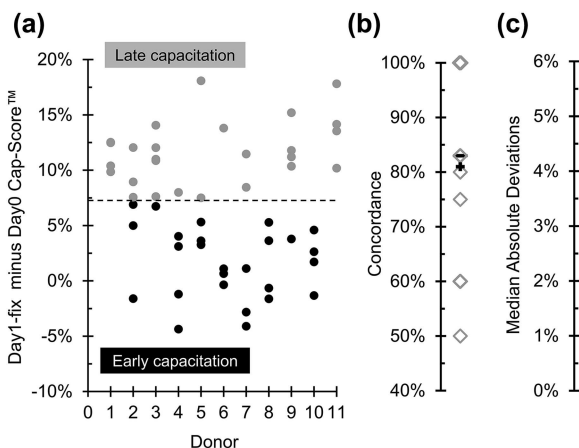 (a)
Late capitation
20%
15%
10%
5%
0%
-5%
-10%
Day1-fix minus Day0 Cap-Score™
Early capacitation
0 1 2 3 4 5 6 7 8 9 10 11
Donor
(b)
100%
90%
80%
70%
60%
50%
40%
Concordance
(c)
6%
5%
4%
3%
2%
1%
0%
Median Absolute Deviations